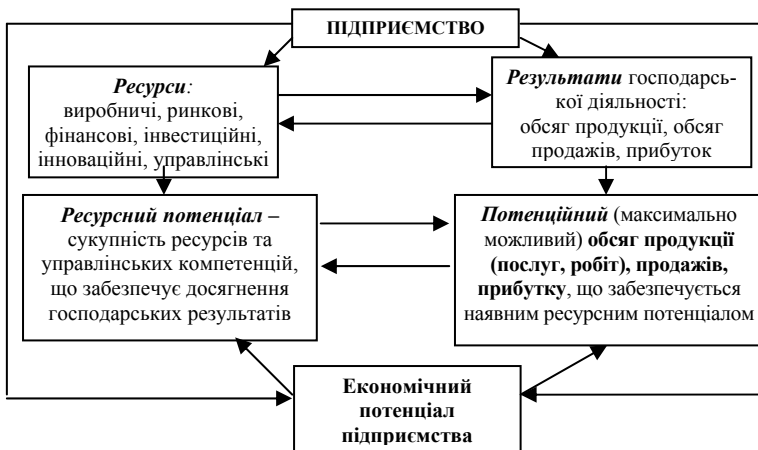 ПІДПРИЄМСТВО
Ресурси:
виробничі, ринкові,
фінансові, інвестиційні,
інноваційні, управлінські
Результати господарсь-
кої діяльності:
обсяг продукції, обсяг
продажів, прибуток
Ресурсний потенціал –
сукупність ресурсів та
управлінських компетенцій,
що забезпечує досягнення
господарських результатів
Потенційний (максимально
можливий) обсяг продукції
(послуг, робіт), продажів,
прибутку, що забезпечується
наявним ресурсним потенціалом
Економічний
потенціал
підприємства